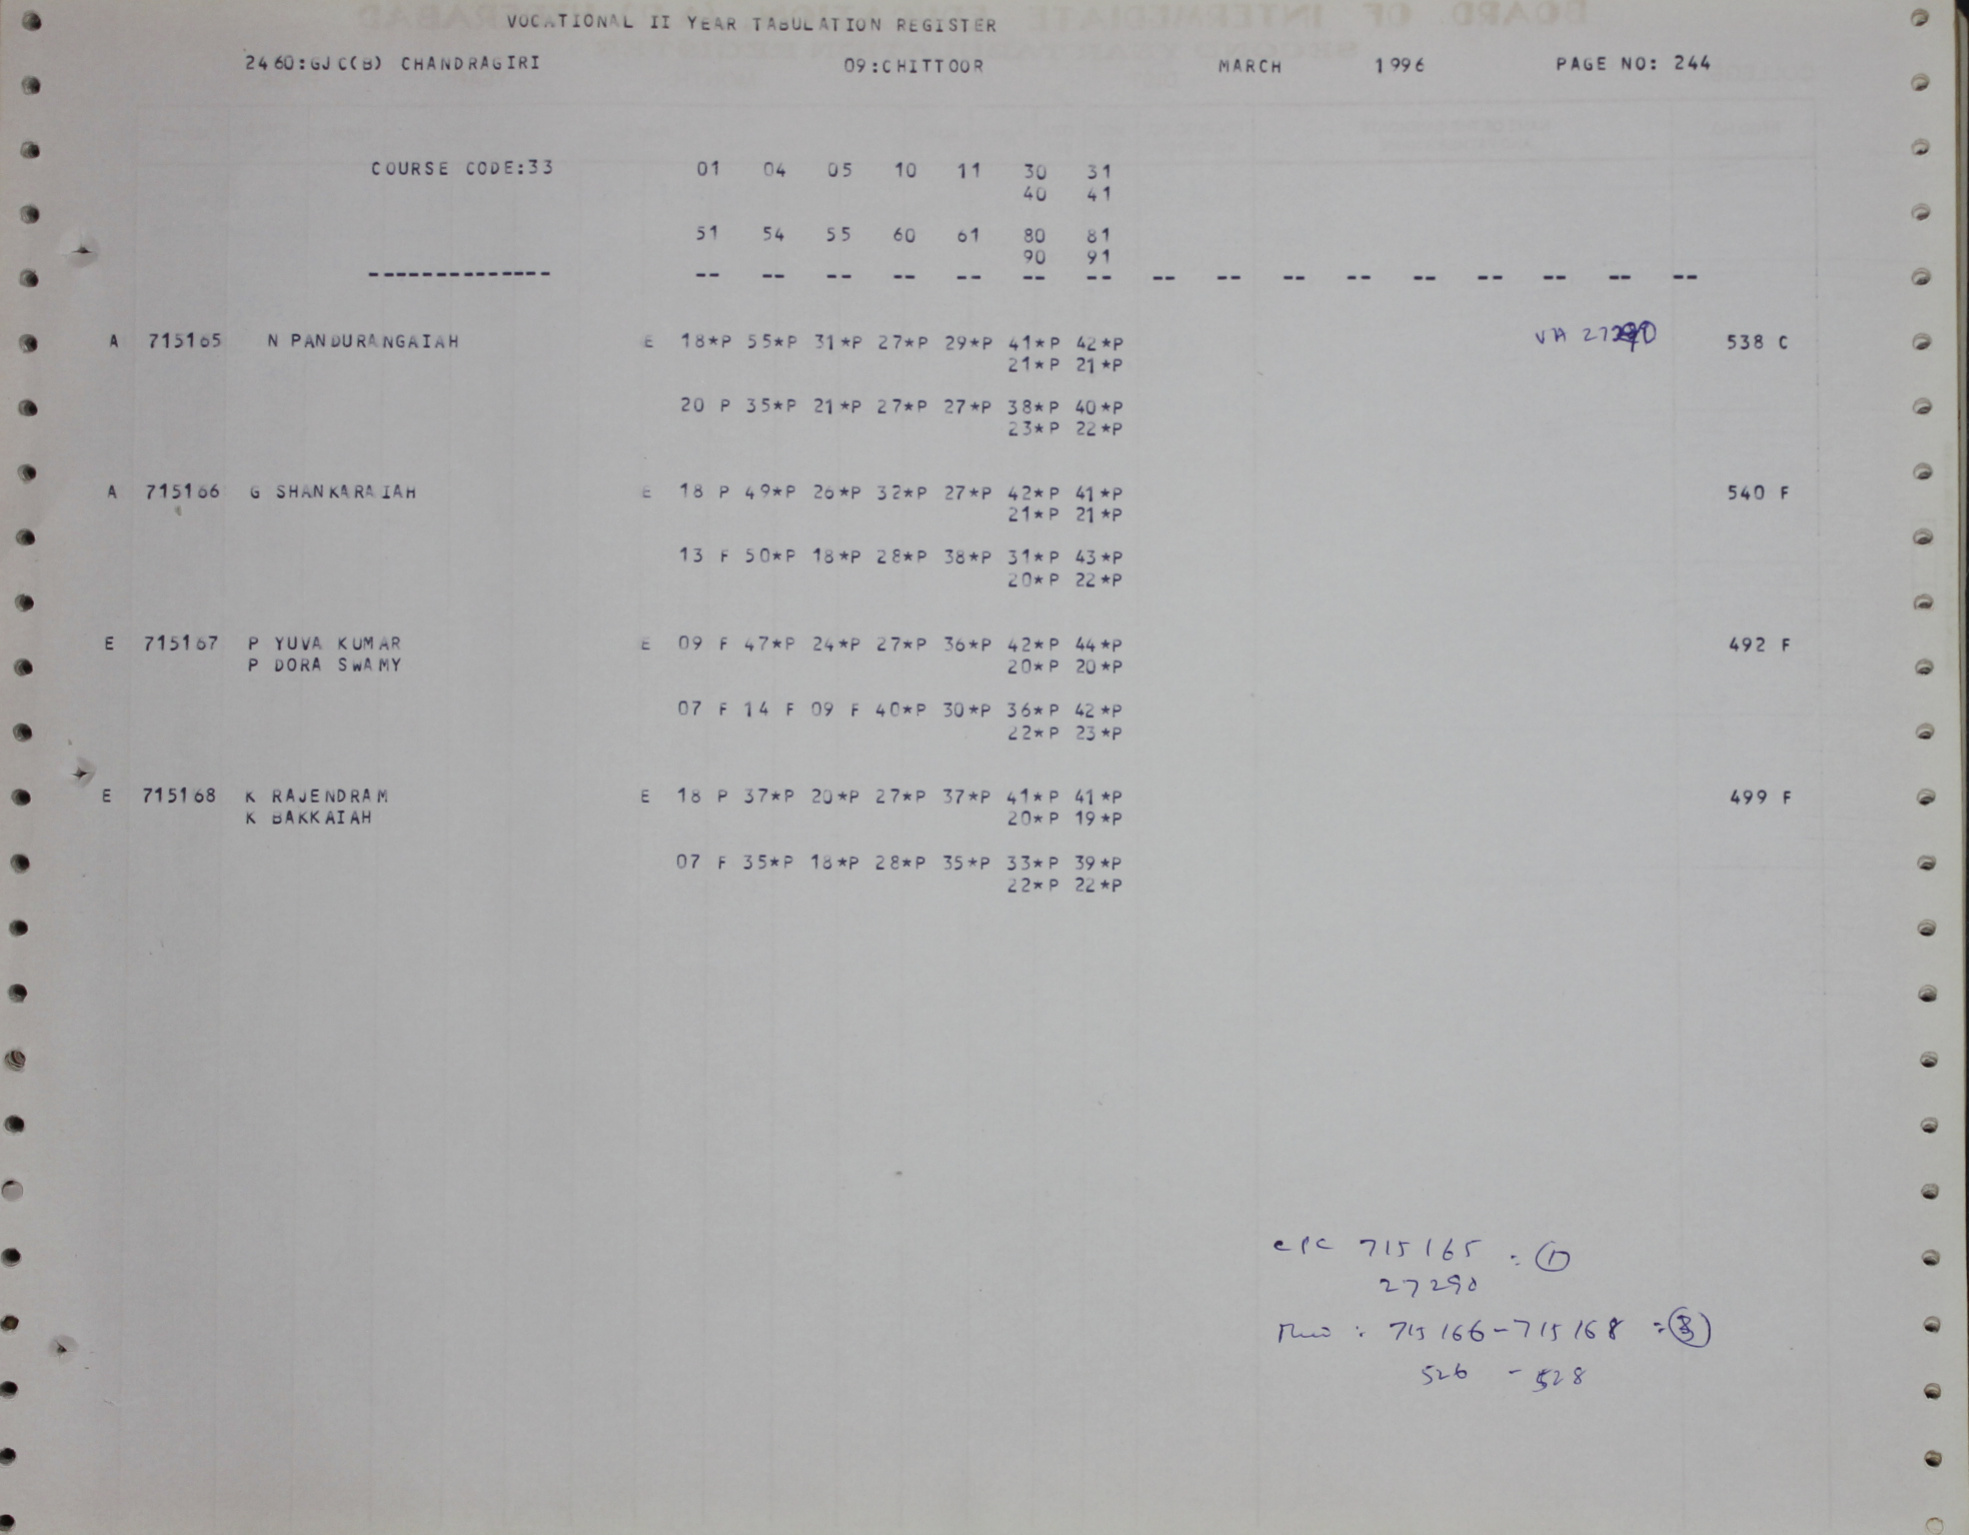 VOCATIONAL II YEAR TABULATION REGISTER
2460:GJC(B) CHANDRAGIRI 09:CHITTOOR MARCH 1996 PAGE NO: 244
COURSE CODE:33 01 04 05 10 11 30 31
40 41
51 54 55 60 61 80 81
90 91
-------------- -- -- -- -- -- -- -- -- -- -- -- -- -- -- -- --
A 715165 N PANDURANGAIAH E 18*P 55*P 31*P 27*P 29*P 41*P 42*P VA 27290 538 C
21*P 21*P
20 P 35*P 21*P 27*P 27*P 38*P 40*P
23*P 22*P
A 715166 G SHANKARAIAH E 18 P 49*P 26*P 32*P 27*P 42*P 41*P 540 F
21*P 21*P
13 F 50*P 18*P 28*P 38*P 31*P 43*P
20*P 22*P
E 715167 P YUVA KUMAR E 09 F 47*P 24*P 27*P 36*P 42*P 44*P 492 F
P DORA SWAMY 20*P 20*P
07 F 14 F 09 F 40*P 30*P 36*P 42*P
22*P 23*P
E 715168 K RAJENDRAM E 18 P 37*P 20*P 27*P 37*P 41*P 41*P 499 F
K BAKKAIAH 20*P 19*P
07 F 35*P 18*P 28*P 35*P 33*P 39*P
22*P 22*P
715165 : 1
27290
: 715166-715168 : 3
526 - 528